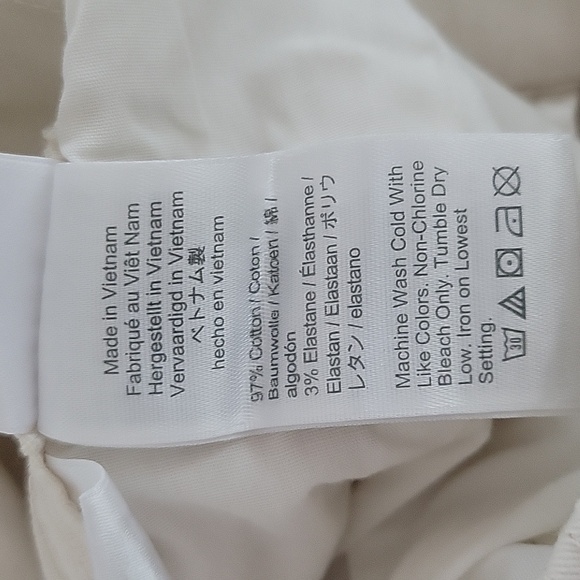 Made in Vietnam
Fabriqué au Viêt Nam
Hergestellt in Vietnam
Vervaardigd in Vietnam
ベトナム製
hecho en vietnam
97% Cotton / Coton /
Baumwolle / Katoen / 綿 /
algodón
3% Elastane / Élasthanne /
Elastan / Elastaan / ポリウ
レタン / elastano
Machine Wash Cold With
Like Colors. Non-Chlorine
Bleach Only. Tumble Dry
Low. Iron on Lowest
Setting.
30